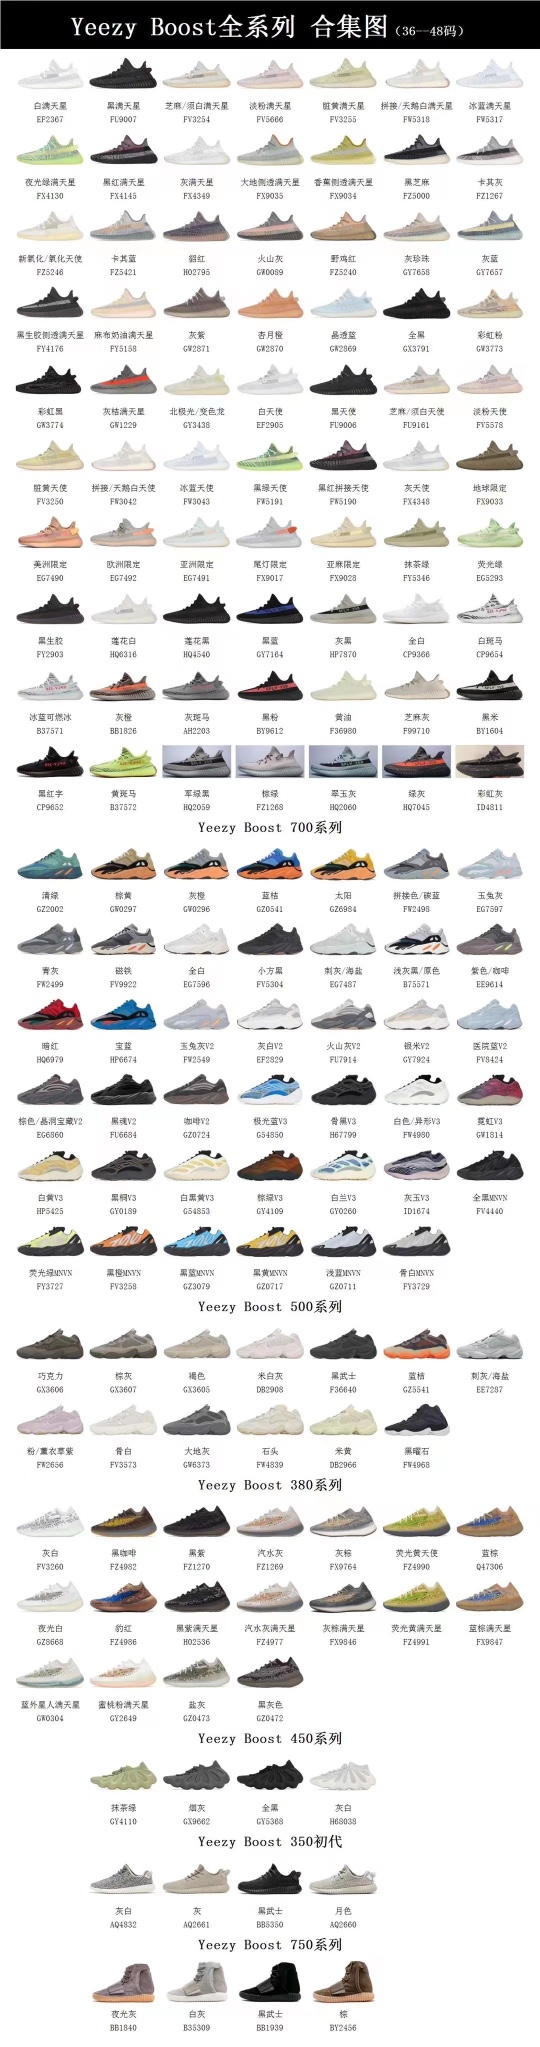 Yeezy Boost全系列 合集图（36--48码）
白满天星 黑满天星 芝麻/须白满天星 淡粉满天星 脏黄满天星 拼接/天鹅白满天星 冰蓝满天星
EF2367 FU9007 FV3254 FV5666 FV3255 FW5318 FW5317
夜光绿满天星 黑红满天星 灰满天星 大地侧透满天星 香蕉侧透满天星 黑芝麻 卡其灰
FX4130 FX4145 FX4349 FX9035 FX9034 FZ5000 FZ1267
新氧化/氧化天使 卡其蓝 貂红 火山灰 野鸡红 灰珍珠 灰蓝
FZ5246 FZ5421 HO2795 GW0089 FZ5240 GY7658 GY7657
黑生胶侧透满天星 麻布奶油满天星 灰紫 杏月橙 晶透蓝 全黑 彩虹粉
FY4176 FY5158 GW2871 GW2870 GW2869 GX3791 GW3773
彩虹黑 灰桔满天星 北极光/变色龙 白天使 黑天使 芝麻/须白天使 淡粉天使
GW3774 GW1229 GY3438 EF2905 FU9006 FU9161 FV5578
脏黄天使 拼接/天鹅白天使 冰蓝天使 黑绿天使 黑红拼接天使 灰天使 地球限定
FV3250 FW3042 FW3043 FW5191 FW5190 FX4348 FX9033
美洲限定 欧洲限定 亚洲限定 尾灯限定 亚麻限定 抹茶绿 荧光绿
EG7490 EG7492 EG7491 FX9017 FX9028 FY5346 EG5293
黑生胶 莲花白 莲花黑 黑蓝 灰黑 全白 白斑马
FY2903 HQ6316 HQ4540 GY7164 HP7870 CP9366 CP9654
冰蓝可燃冰 灰橙 灰斑马 黑粉 黄油 芝麻灰 黑米
B37571 BB1826 AH2203 BY9612 F36980 F99710 BY1604
黑红字 黄斑马 军绿黑 棕绿 翠玉灰 绿灰 彩虹灰
CP9652 B37572 HQ2059 FZ1268 HQ2060 HQ7045 ID4811
Yeezy Boost 700系列
清绿 棕黄 灰橙 蓝桔 太阳 拼接色/碳蓝 玉兔灰
GZ2002 GW0297 GW0296 GZ0541 GZ6984 FW2498 EG7597
青灰 磁铁 全白 小方黑 刺灰/海盐 浅灰黑/原色 紫色/咖啡
FW2499 FV9922 EG7596 FV5304 EG7487 B75571 EE9614
暗红 宝蓝 玉兔灰V2 灰白V2 火山灰V2 银米V2 医院蓝V2
HQ6979 HP6674 FW2549 EF2829 FU7914 GY7924 FV8424
棕色/晶洞宝藏V2 黑魂V2 咖啡V2 极光蓝V3 骨黑V3 白色/异形V3 霓虹V3
EG6860 FU6684 GZ0724 G54850 H67799 FW4980 GW1814
白黄V3 黑桐V3 白黑黄V3 棕绿V3 白兰V3 灰玉V3 全黑MNVN
HP5425 GY0189 G54853 GY4109 GY0260 ID1674 FV4440
荧光绿MNVN 黑橙MNVN 黑蓝MNVN 黑黄MNVN 浅蓝MNVN 骨白MNVN
FY3727 FV3258 GZ3079 GZ0717 GZ0711 FY3729
Yeezy Boost 500系列
巧克力 棕灰 褐色 米白灰 黑武士 蓝桔 刺灰/海盐
GX3606 GX3607 GX3605 DB2908 F36640 GZ5541 EE7287
粉/薰衣草紫 骨白 大地灰 石头 米黄 黑曜石
FW2656 FV3573 GW6373 FW4839 DB2966 FW4968
Yeezy Boost 380系列
灰白 黑咖啡 黑紫 汽水灰 灰棕 荧光黄天使 蓝棕
FV3260 FZ4982 FZ1270 FZ1269 FX9764 FZ4990 Q47306
夜光白 豹红 黑紫满天星 汽水灰满天星 灰棕满天星 荧光黄满天星 蓝棕满天星
GZ8668 FZ4986 HO2536 FZ4977 FX9846 FZ4991 FX9847
蓝外星人满天星 蜜桃粉满天星 盐灰 黑灰色
GW0304 GY2649 GZ0473 GZ0472
Yeezy Boost 450系列
抹茶绿 烟灰 全黑 灰白
GY4110 GX9662 GY5368 H68038
Yeezy Boost 350初代
灰白 灰 黑武士 月色
AQ4832 AQ2661 BB5350 AQ2660
Yeezy Boost 750系列
夜光灰 白灰 黑武士 棕
BB1840 B35309 BB1939 BY2456